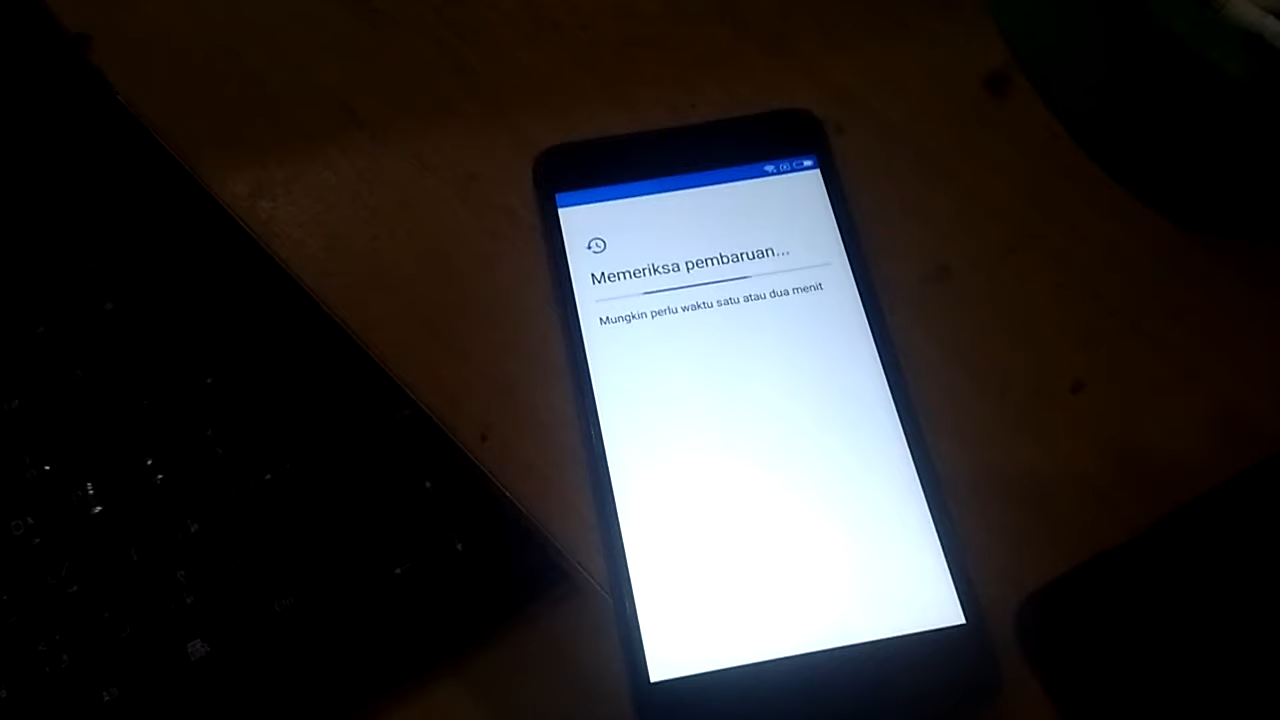 Memeriksa pembaruan...
Mungkin perlu waktu satu atau dua menit